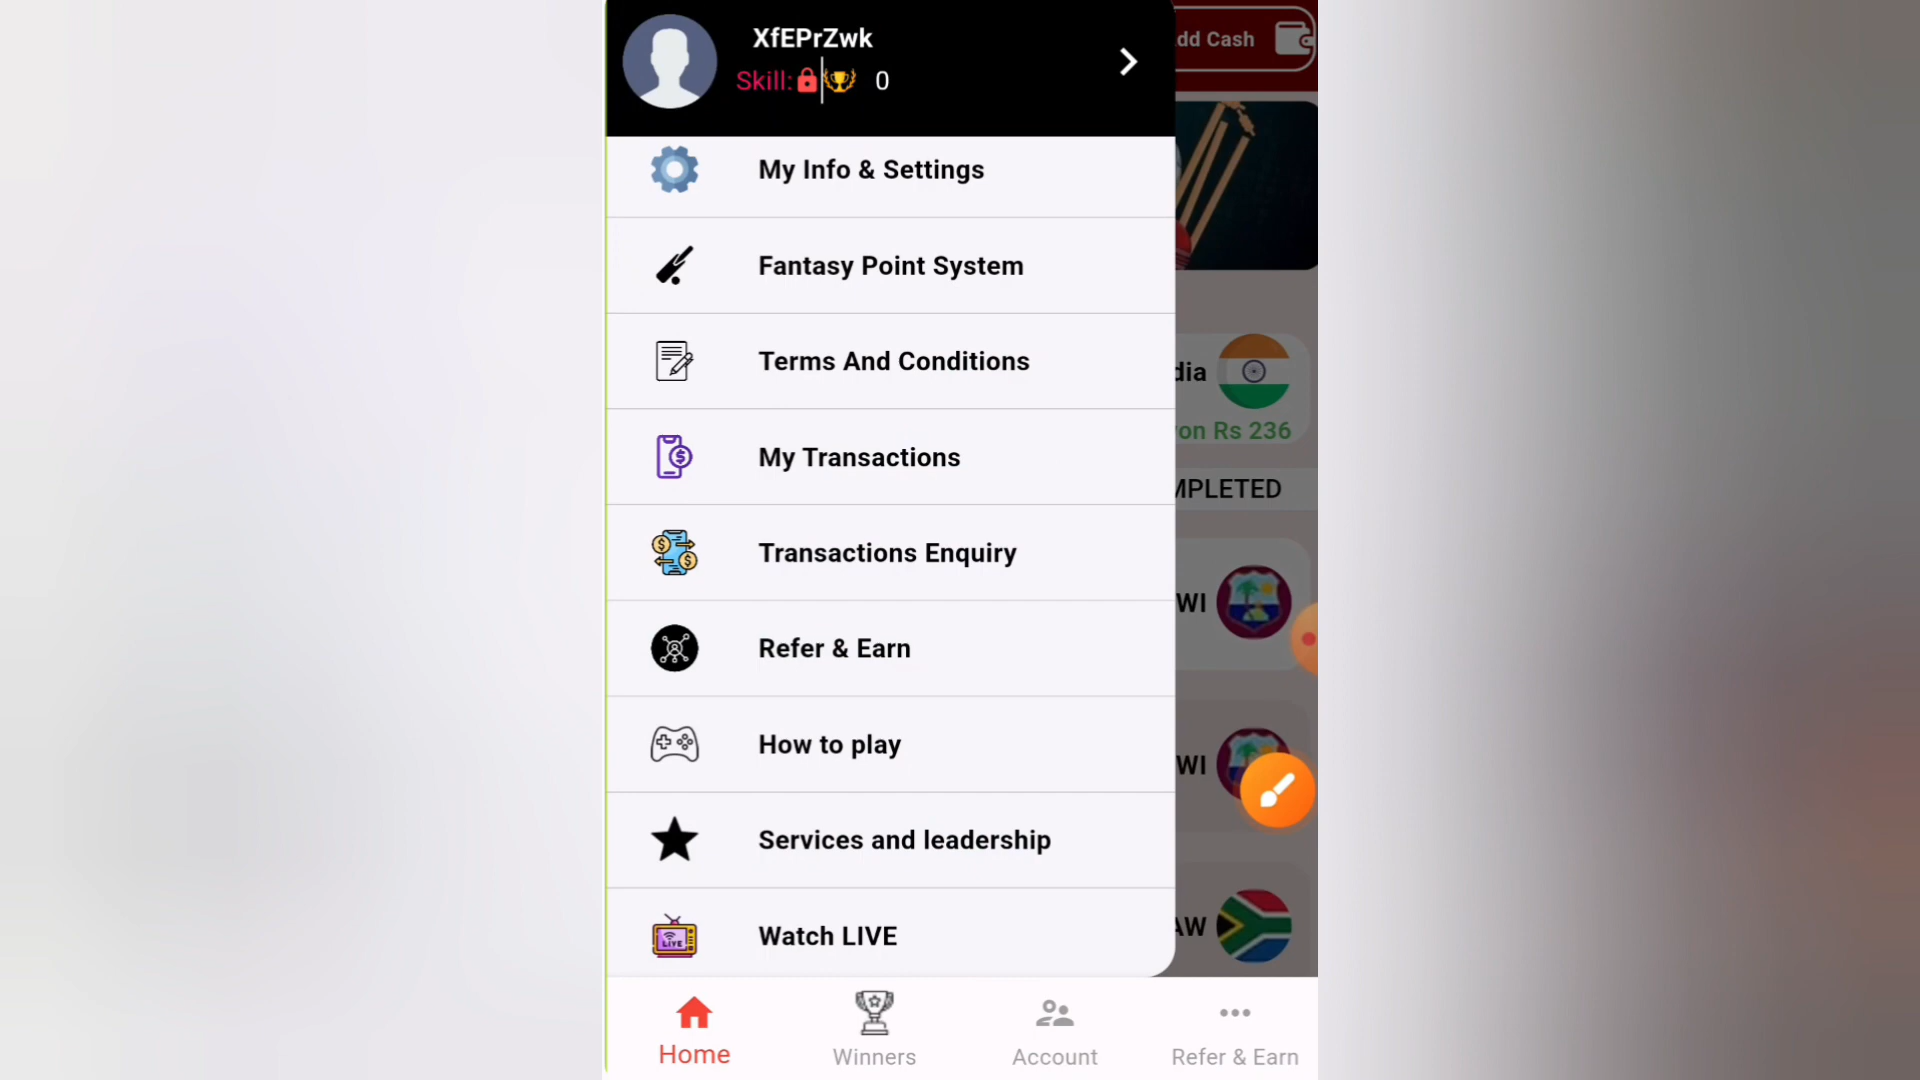 XfEPrZwk
Skill: 0
dd Cash
My Info & Settings
Fantasy Point System
Terms And Conditions
dia
on Rs 236
My Transactions
MPLETED
Transactions Enquiry
WI
Refer & Earn
How to play
WI
Services and leadership
AW
Watch LIVE
LIVE
Home
Winners
Account
Refer & Earn